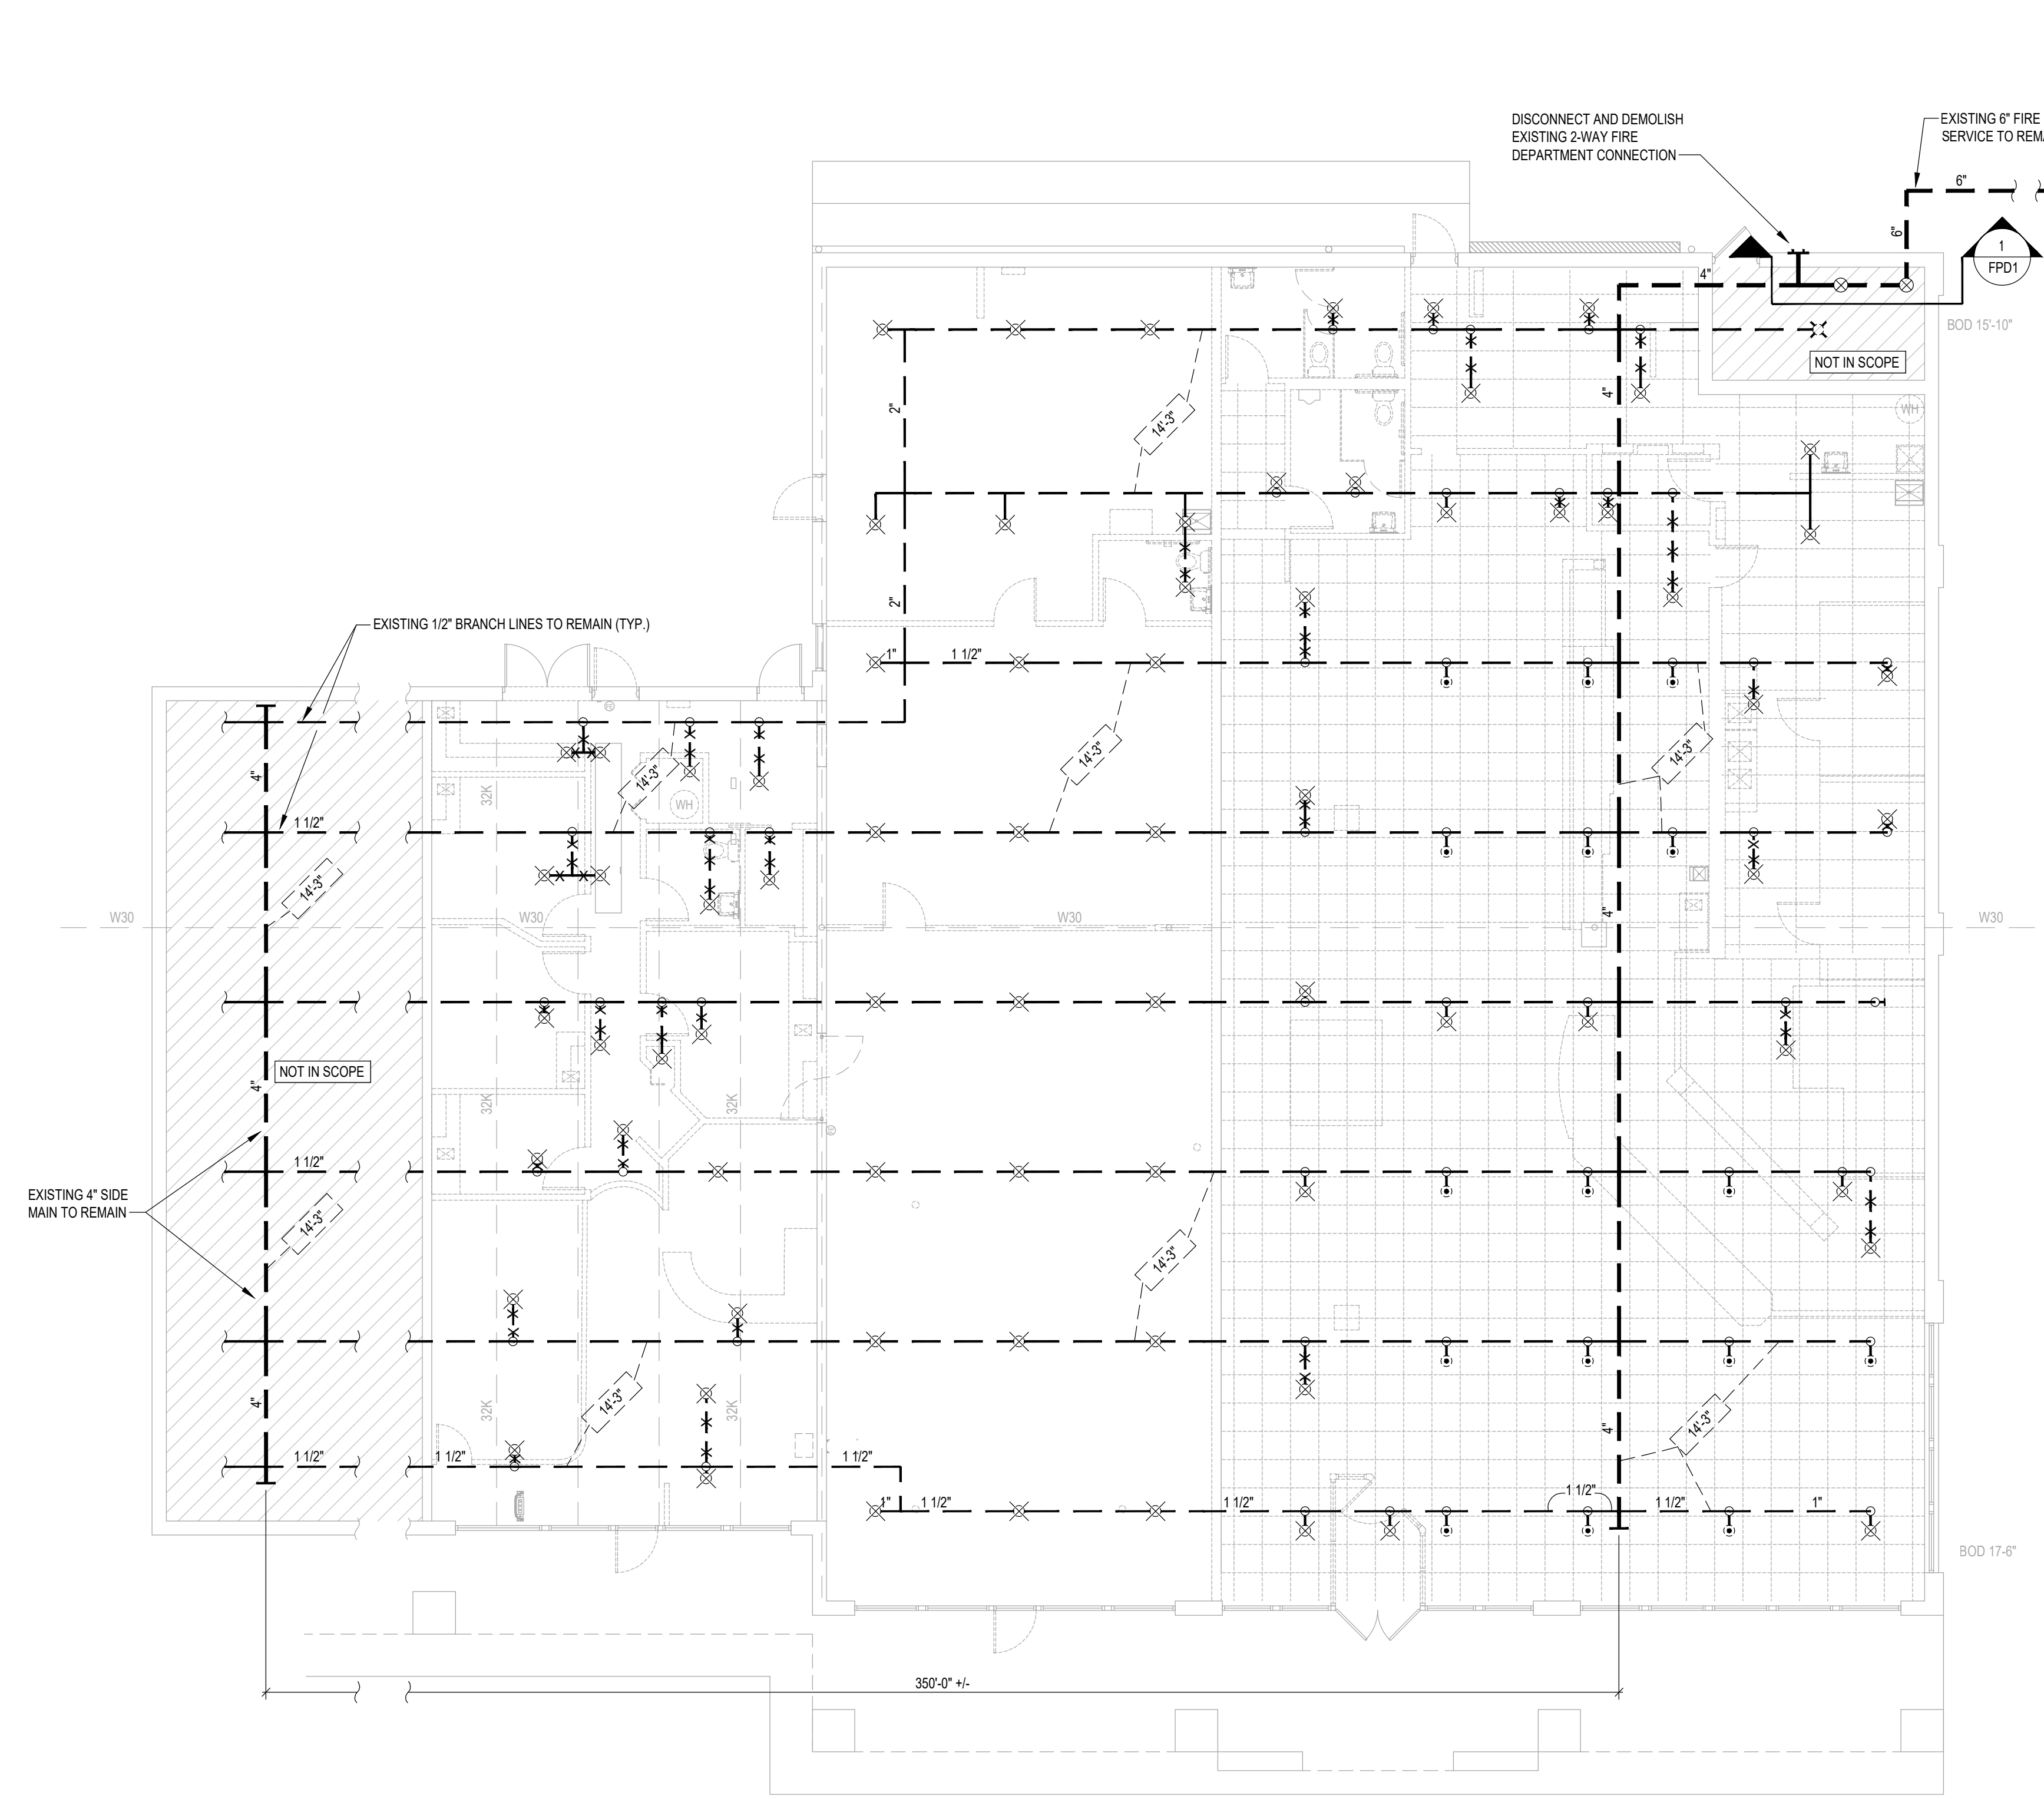 DISCONNECT AND DEMOLISH
EXISTING 2-WAY FIRE
DEPARTMENT CONNECTION
EXISTING 6" FIRE
SERVICE TO REMA
6"
6"
1
FPD1
4"
BOD 15'-10"
NOT IN SCOPE
4"
2"
14'-3"
WH
2"
EXISTING 1/2" BRANCH LINES TO REMAIN (TYP.)
1"
1 1/2"
4"
32K
14'-3"
14'-3"
14'-3"
WH
1 1/2"
14'-3"
W30
W30
W30
4"
W30
NOT IN SCOPE
4"
32K
32K
1 1/2"
EXISTING 4" SIDE
MAIN TO REMAIN
14'-3"
14'-3"
4"
32K
14'-3"
32K
14'-3"
4"
1 1/2"
1 1/2"
1 1/2"
1"
1 1/2"
1 1/2"
1 1/2"
1 1/2"
1"
BOD 17-6"
350'-0" +/-